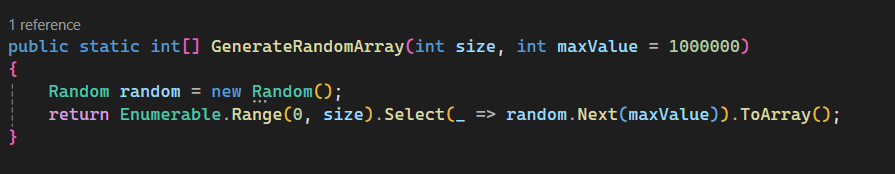 1 reference
public static int[] GenerateRandomArray(int size, int maxValue = 1000000)
{
    Random random = new Random();
    return Enumerable.Range(0, size).Select(_ => random.Next(maxValue)).ToArray();
}